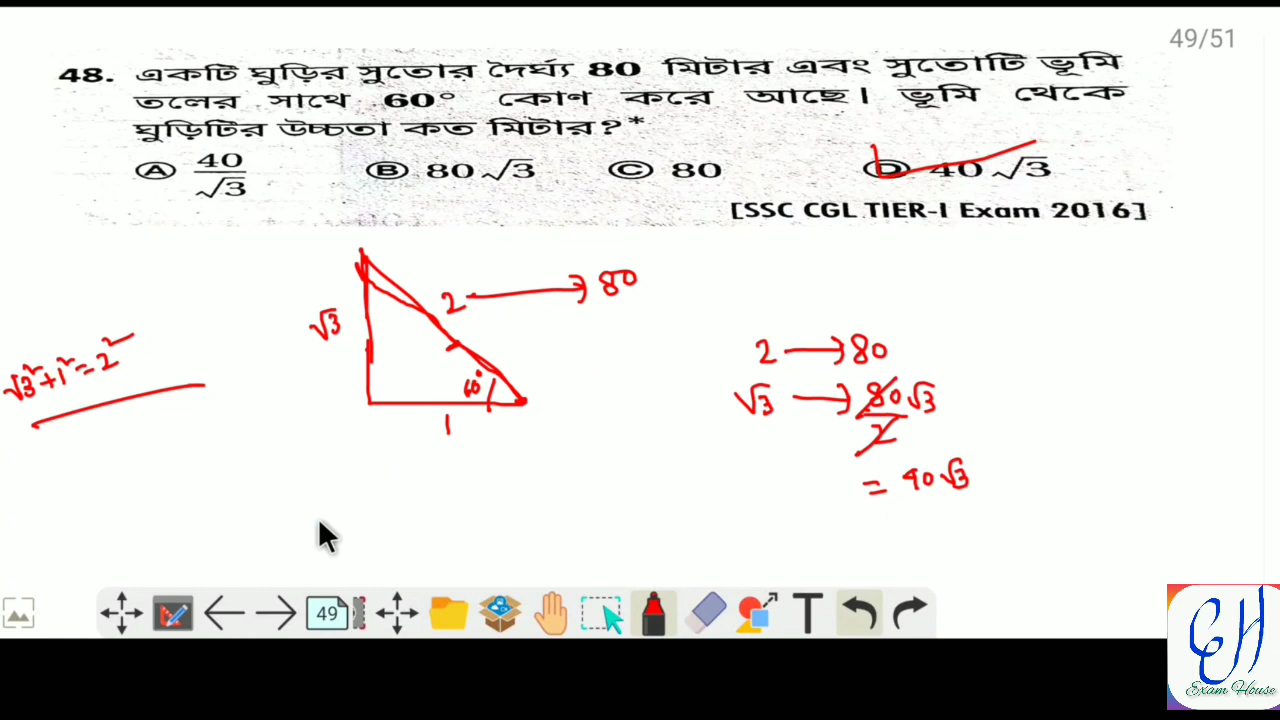 49/51
48. একটি ঘুড়ির সুতোর দৈর্ঘ্য 80 মিটার এবং সুতোটি ভূমি
তলের সাথে 60° কোণ করে আছে। ভূমি থেকে
ঘুড়িটির উচ্চতা কত মিটার?*
Ⓐ 40/√3 Ⓑ 80√3 Ⓒ 80 Ⓓ 40√3
[SSC CGL TIER-I Exam 2016]
√3 2 → 80
60°
1
√3² + 1² = 2²
2 → 80
√3 → 80√3/2
= 40√3
49
T
EH
Exam House